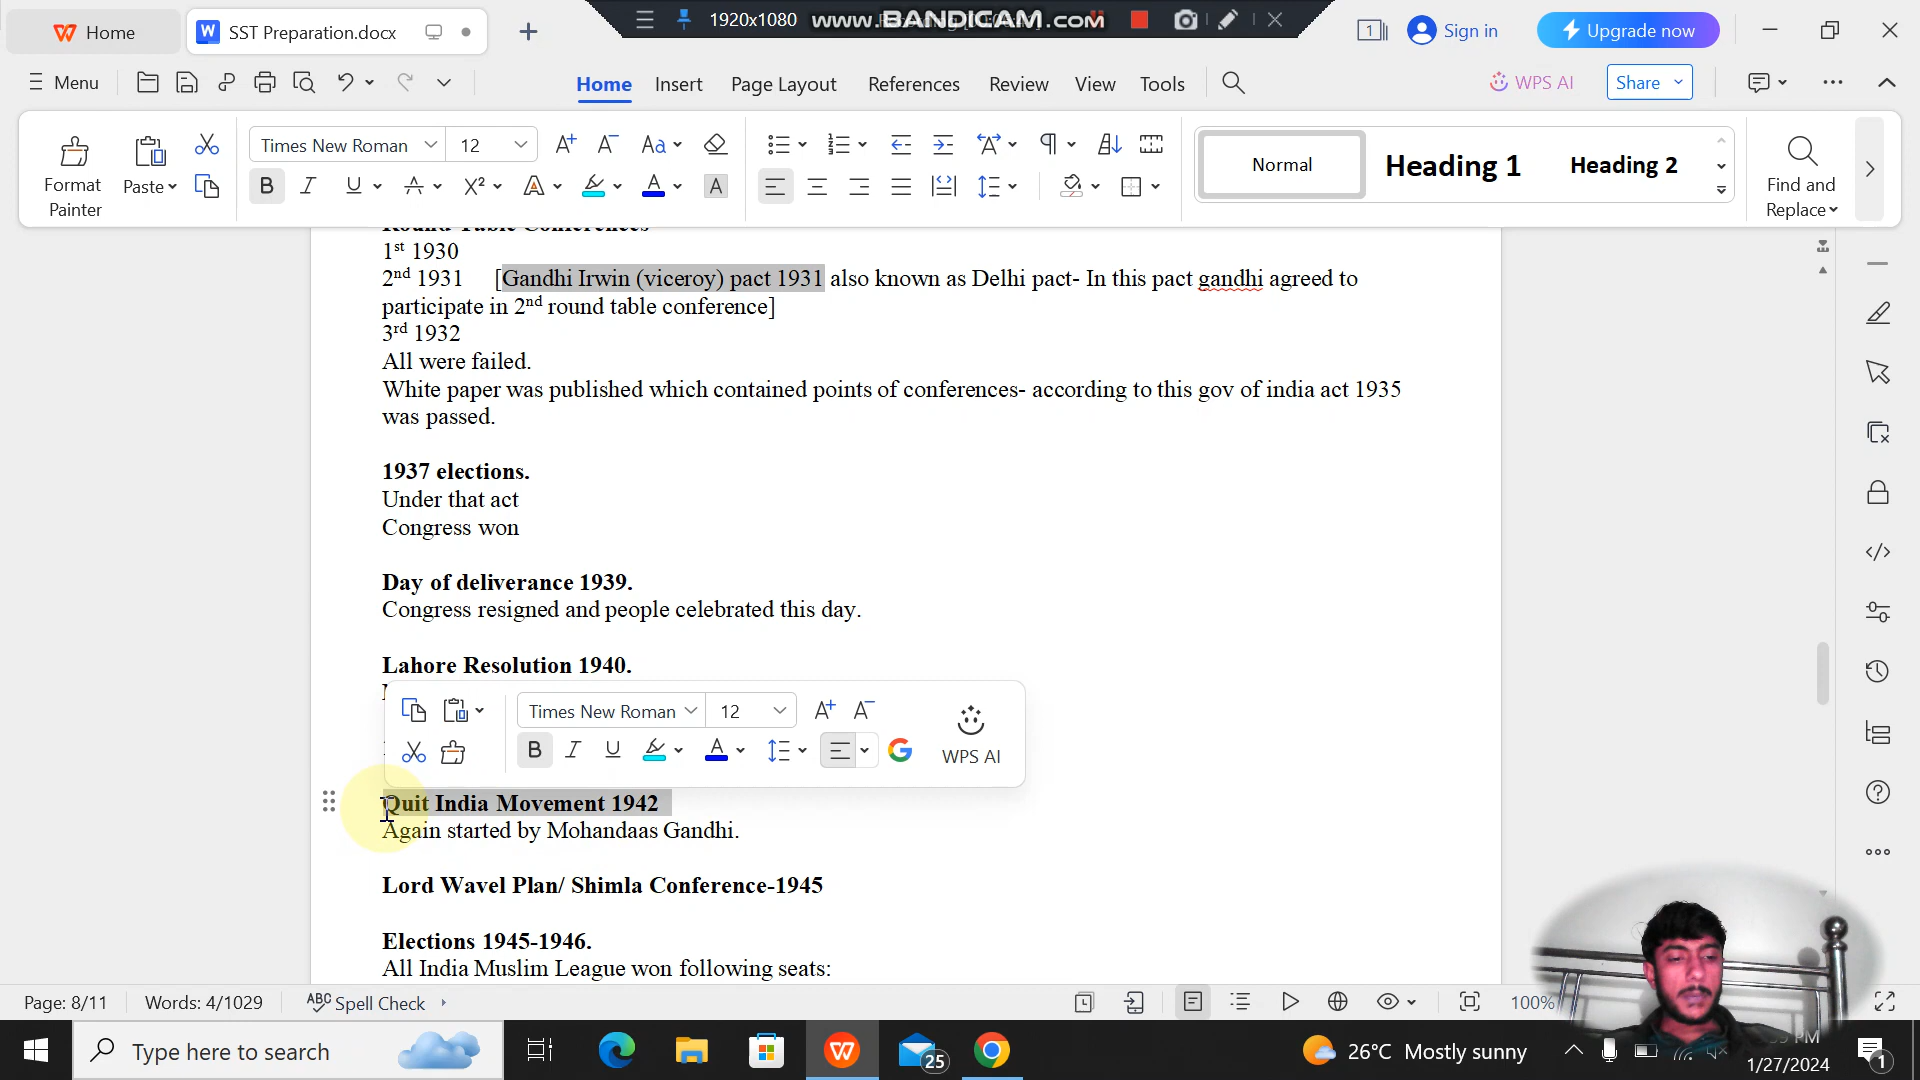 1920x1080
www.BANDICAM.com
Home
SST Preparation.docx
Sign in
Upgrade now
Menu
Home
Insert
Page Layout
References
Review
View
Tools
WPS AI
Share
Format
Painter
Paste
Times New Roman
12
Normal
Heading 1
Heading 2
Find and
Replace
1st 1930
2nd 1931 [Gandhi Irwin (viceroy) pact 1931 also known as Delhi pact- In this pact gandhi agreed to
participate in 2nd round table conference]
3rd 1932
All were failed.
White paper was published which contained points of conferences- according to this gov of india act 1935
was passed.
1937 elections.
Under that act
Congress won
Day of deliverance 1939.
Congress resigned and people celebrated this day.
Lahore Resolution 1940.
Times New Roman
12
WPS AI
Quit India Movement 1942
Again started by Mohandaas Gandhi.
Lord Wavel Plan/ Shimla Conference-1945
Elections 1945-1946.
All India Muslim League won following seats:
Page: 8/11
Words: 4/1029
Spell Check
100%
Type here to search
25
26°C Mostly sunny
PM
1/27/2024
1